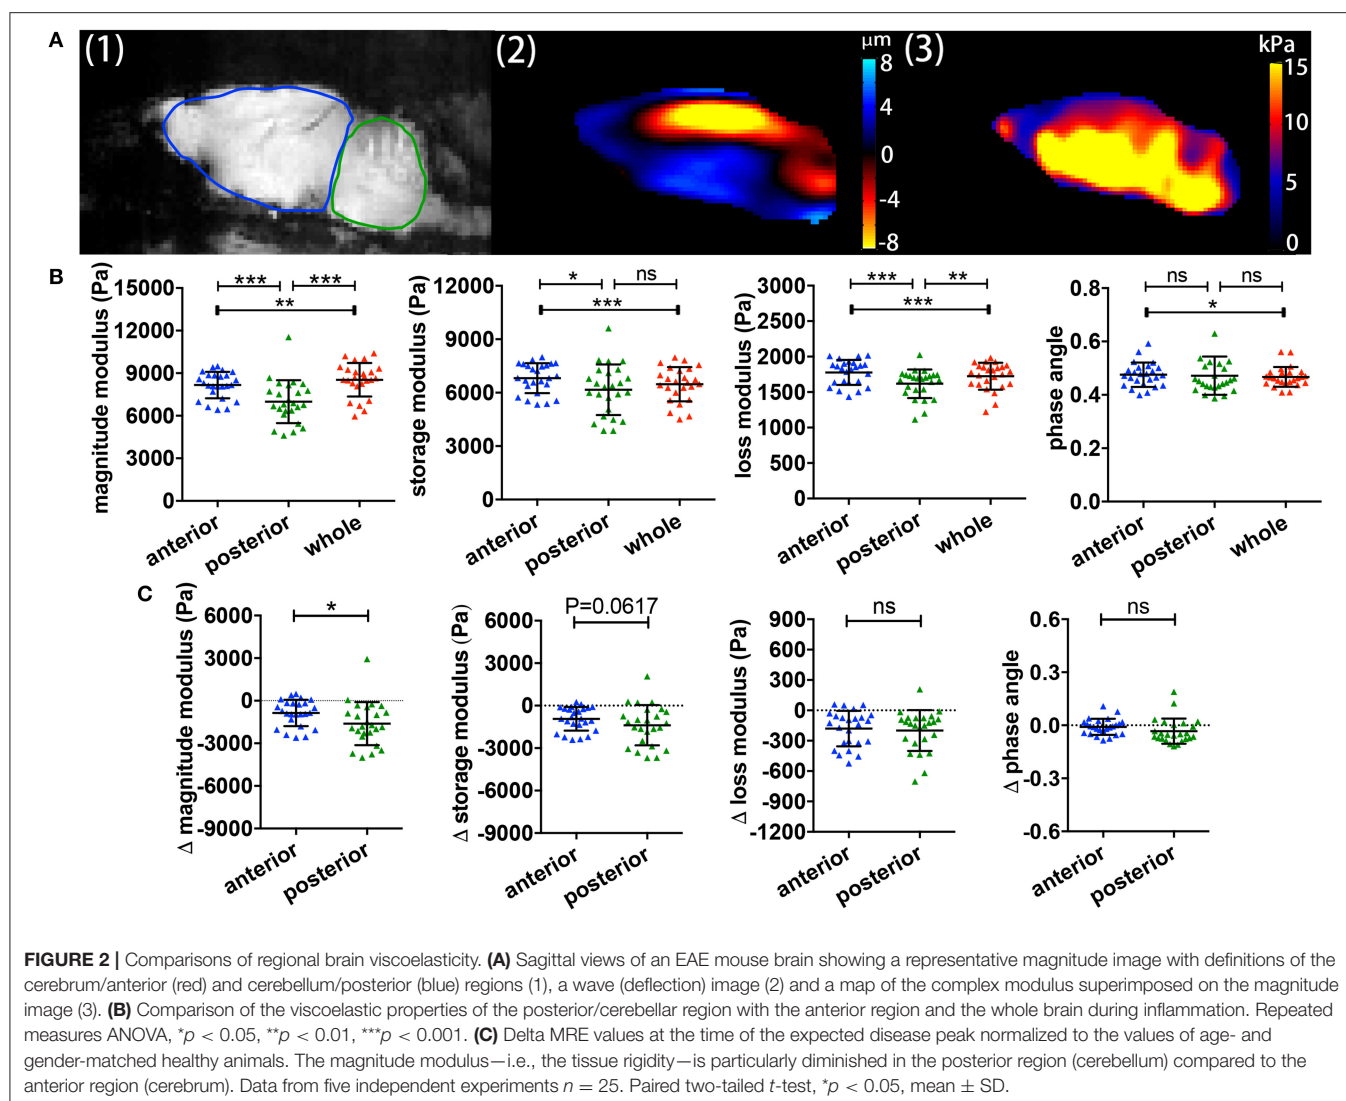 A
(1)
(2)
μm
8
4
0
-4
-8
(3)
kPa
15
10
5
0
B
magnitude modulus (Pa)
15000
12000
9000
6000
3000
0
*** ***
**
anterior
posterior
whole
storage modulus (Pa)
12000
9000
6000
3000
0
* ns
***
anterior
posterior
whole
loss modulus (Pa)
3000
2500
2000
1500
1000
500
0
*** **
***
anterior
posterior
whole
phase angle
0.8
0.6
0.4
0.2
0.0
ns ns
*
anterior
posterior
whole
C
Δ magnitude modulus (Pa)
6000
3000
0
-3000
-6000
-9000
*
anterior
posterior
Δ storage modulus (Pa)
6000
3000
0
-3000
-6000
-9000
P=0.0617
anterior
posterior
Δ loss modulus (Pa)
900
600
300
0
-300
-600
-900
-1200
ns
anterior
posterior
Δ phase angle
0.6
0.3
0.0
-0.3
-0.6
ns
anterior
posterior
FIGURE 2 | Comparisons of regional brain viscoelasticity. (A) Sagittal views of an EAE mouse brain showing a representative magnitude image with definitions of the
cerebrum/anterior (red) and cerebellum/posterior (blue) regions (1), a wave (deflection) image (2) and a map of the complex modulus superimposed on the magnitude
image (3). (B) Comparison of the viscoelastic properties of the posterior/cerebellar region with the anterior region and the whole brain during inflammation. Repeated
measures ANOVA, *p < 0.05, **p < 0.01, ***p < 0.001. (C) Delta MRE values at the time of the expected disease peak normalized to the values of age- and
gender-matched healthy animals. The magnitude modulus—i.e., the tissue rigidity—is particularly diminished in the posterior region (cerebellum) compared to the
anterior region (cerebrum). Data from five independent experiments n = 25. Paired two-tailed t-test, *p < 0.05, mean ± SD.